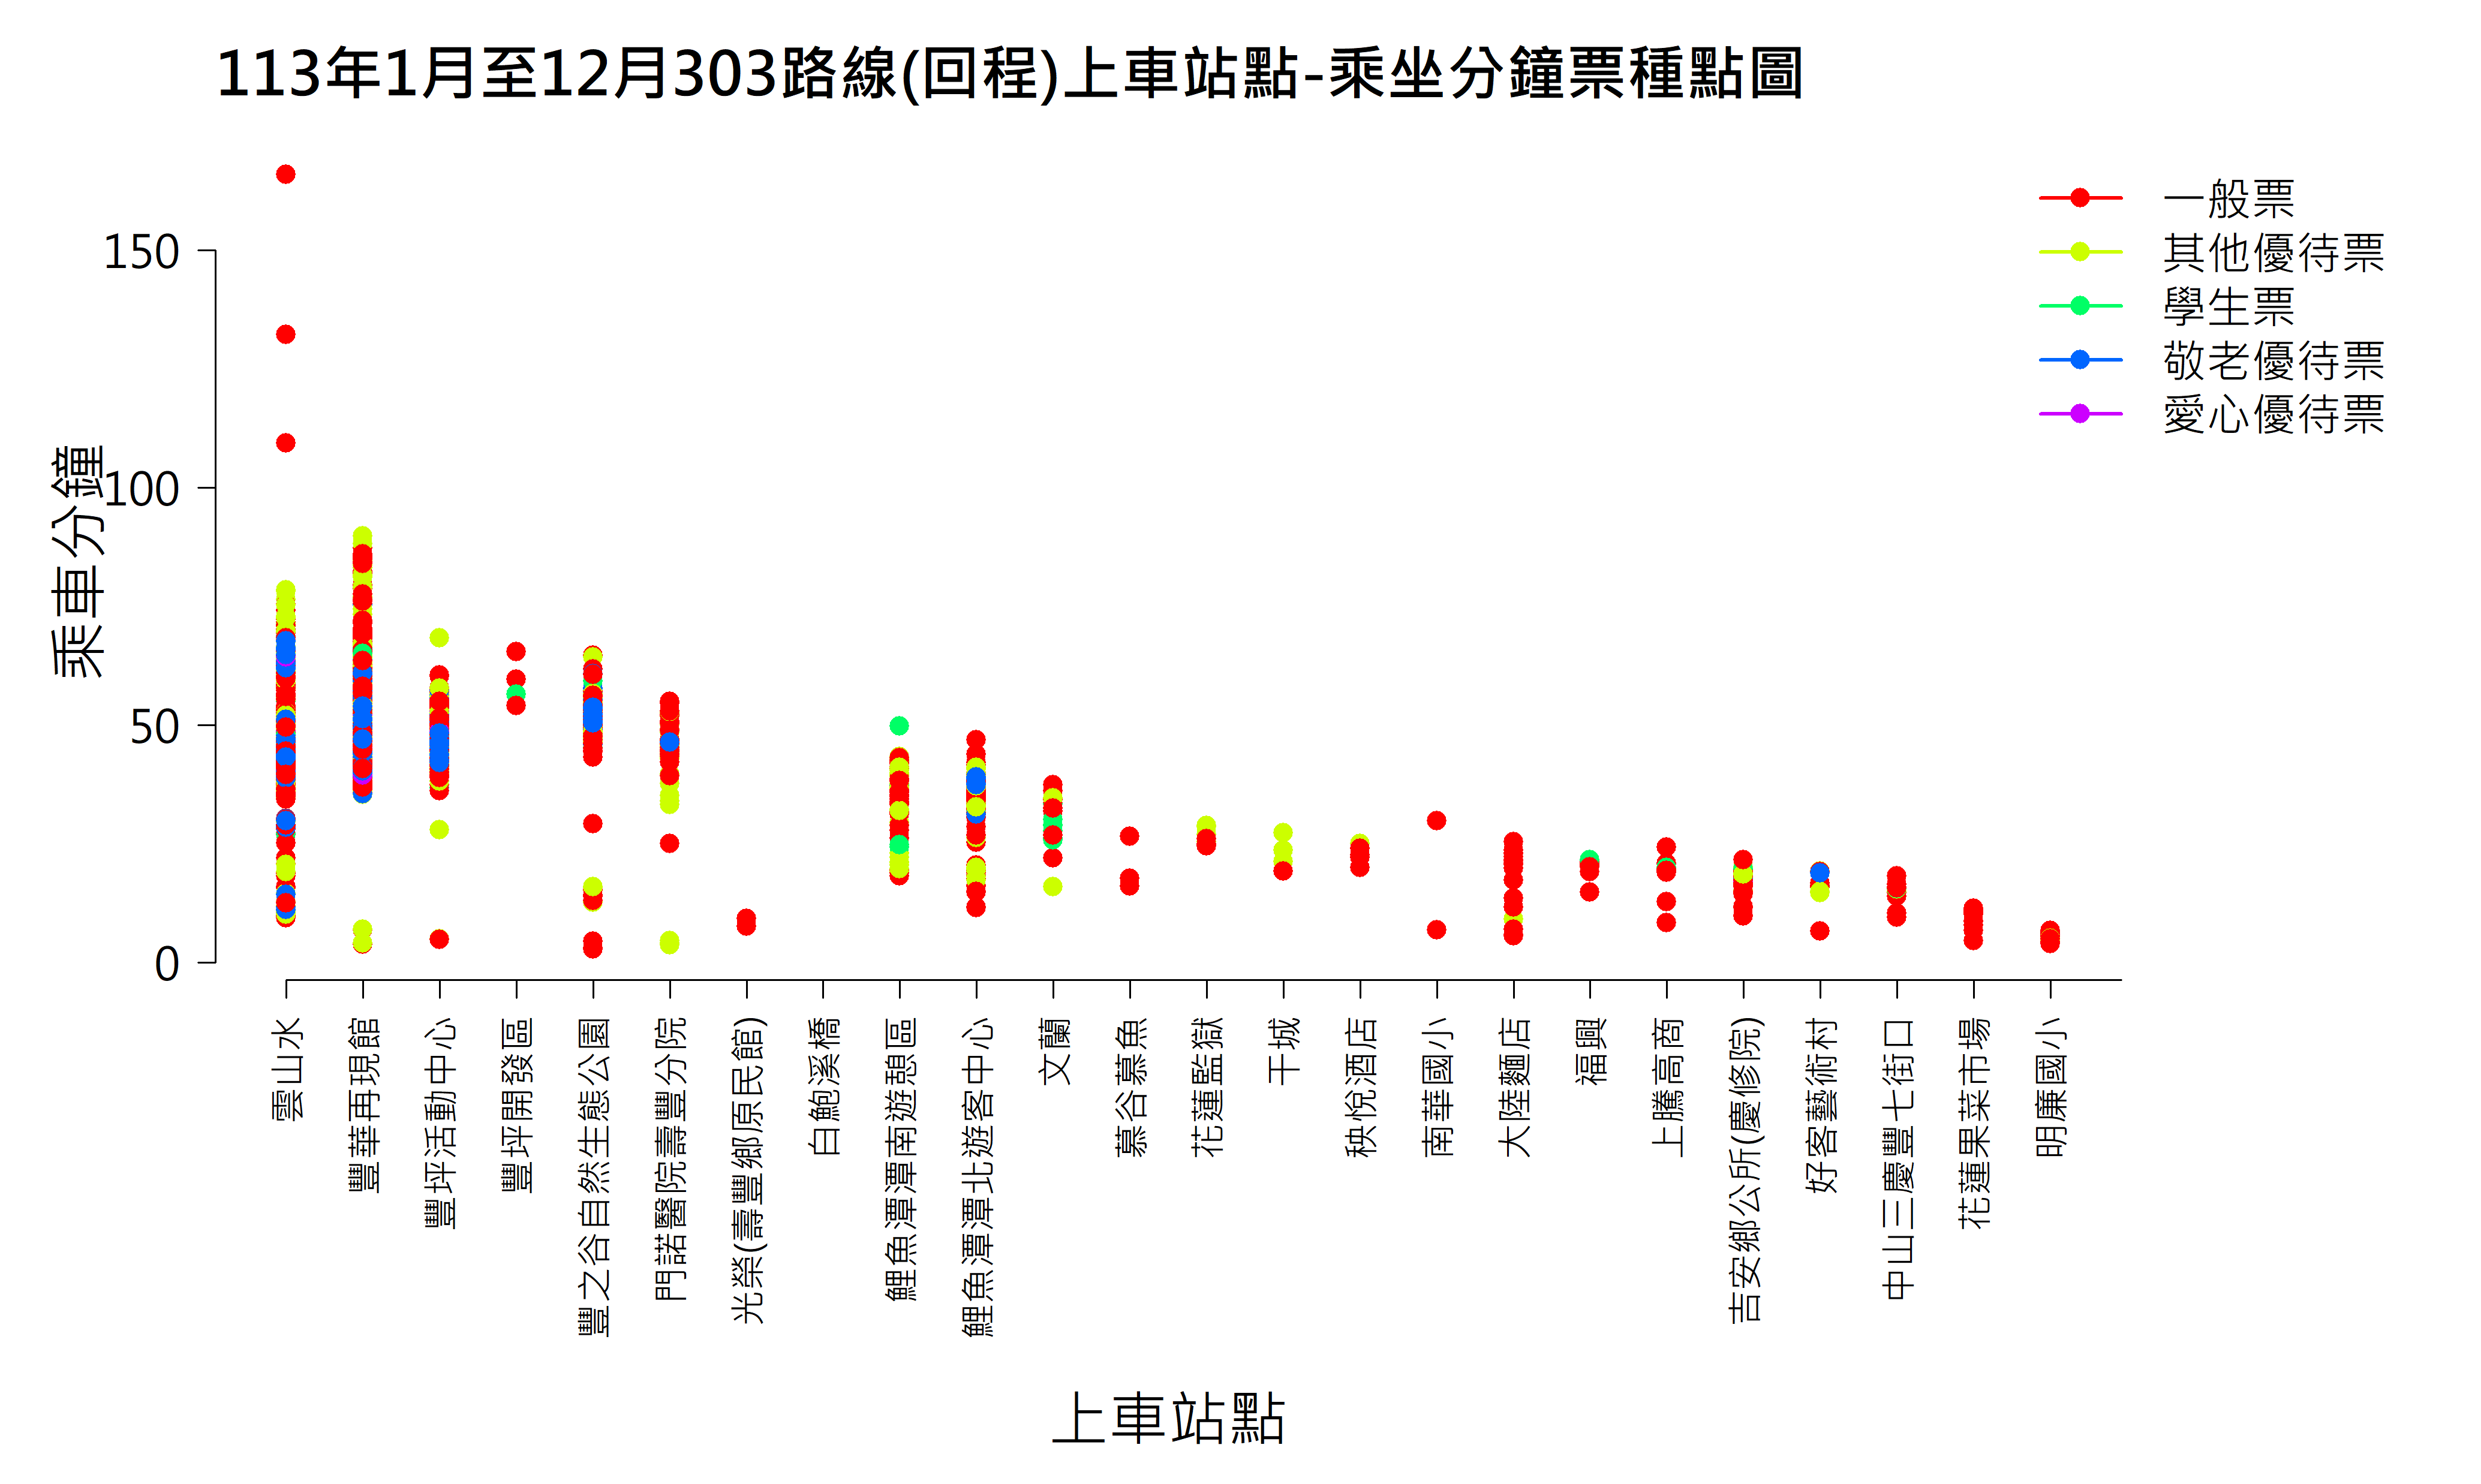 113年1月至12月303路線(回程)上車站點-乘坐分鐘票種點圖
一般票
其他優待票
學生票
敬老優待票
愛心優待票
乘車分鐘
150
100
50
0
雲山水
豐華再現館
豐坪活動中心
豐坪開發區
豐之谷自然生態公園
門諾醫院壽豐分院
光榮(壽豐鄉原民館)
白鮑溪橋
鯉魚潭潭南遊憩區
鯉魚潭潭北遊客中心
文蘭
慕谷慕魚
花蓮監獄
干城
秧悅酒店
南華國小
大陸麵店
福興
上騰高商
吉安鄉公所(慶修院)
好客藝術村
中山三慶豐七街口
花蓮果菜市場
明廉國小
上車站點